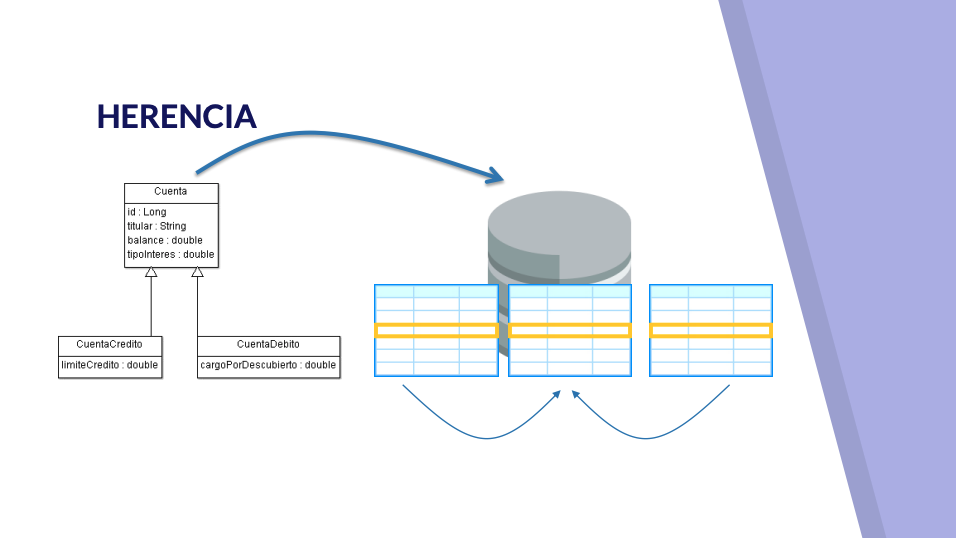 HERENCIA
Cuenta
id : Long
titular : String
balance : double
tipoInteres : double
CuentaCredito
limiteCredito : double
CuentaDebito
cargoPorDescubierto : double